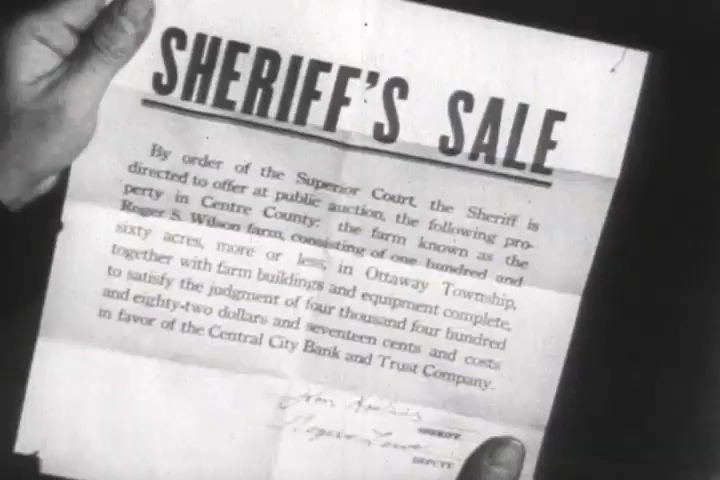 SHERIFF'S SALE
By order of the Superior Court, the Sheriff is
directed to offer at public auction, the following pro-
perty in Centre County: the farm known as the
Roger S. Wilson farm, consisting of one hundred and
sixty acres, more or less, in Ottaway Township,
together with farm buildings and equipment complete,
to satisfy the judgment of four thousand four hundred
and eighty-two dollars and seventeen cents and costs
in favor of the Central City Bank and Trust Company.
SHERIFF
DEPUTY